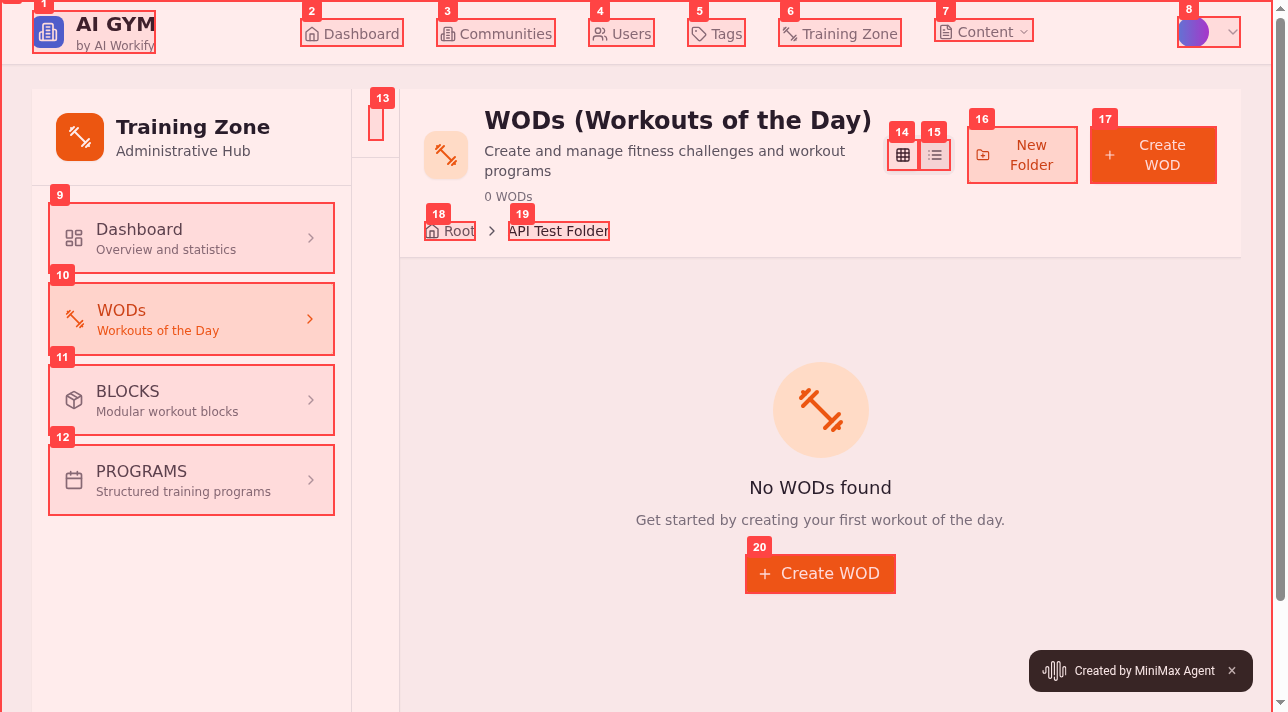 1
AI GYM
by AI Workify
2
Dashboard
3
Communities
4
Users
5
Tags
6
Training Zone
7
Content
8
Training Zone
Administrative Hub
9
Dashboard
Overview and statistics
10
WODs
Workouts of the Day
11
BLOCKS
Modular workout blocks
12
PROGRAMS
Structured training programs
13
WODs (Workouts of the Day)
Create and manage fitness challenges and workout
programs
0 WODs
14
15
16
New
Folder
17
Create
WOD
18
Root
19
API Test Folder
No WODs found
Get started by creating your first workout of the day.
20
Create WOD
Created by MiniMax Agent